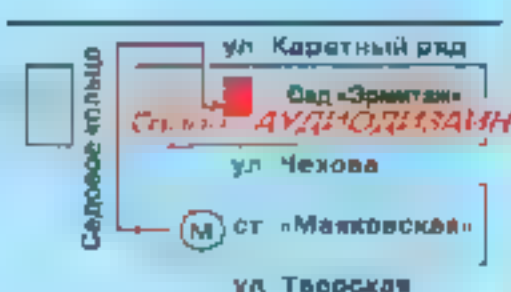 ул Каретный ряд
Садовое кольцо
Сад «Эрмитаж»
АУДИОДИЗАЙН
ул Чехова
М ст «Маяковская»
ул Тверская